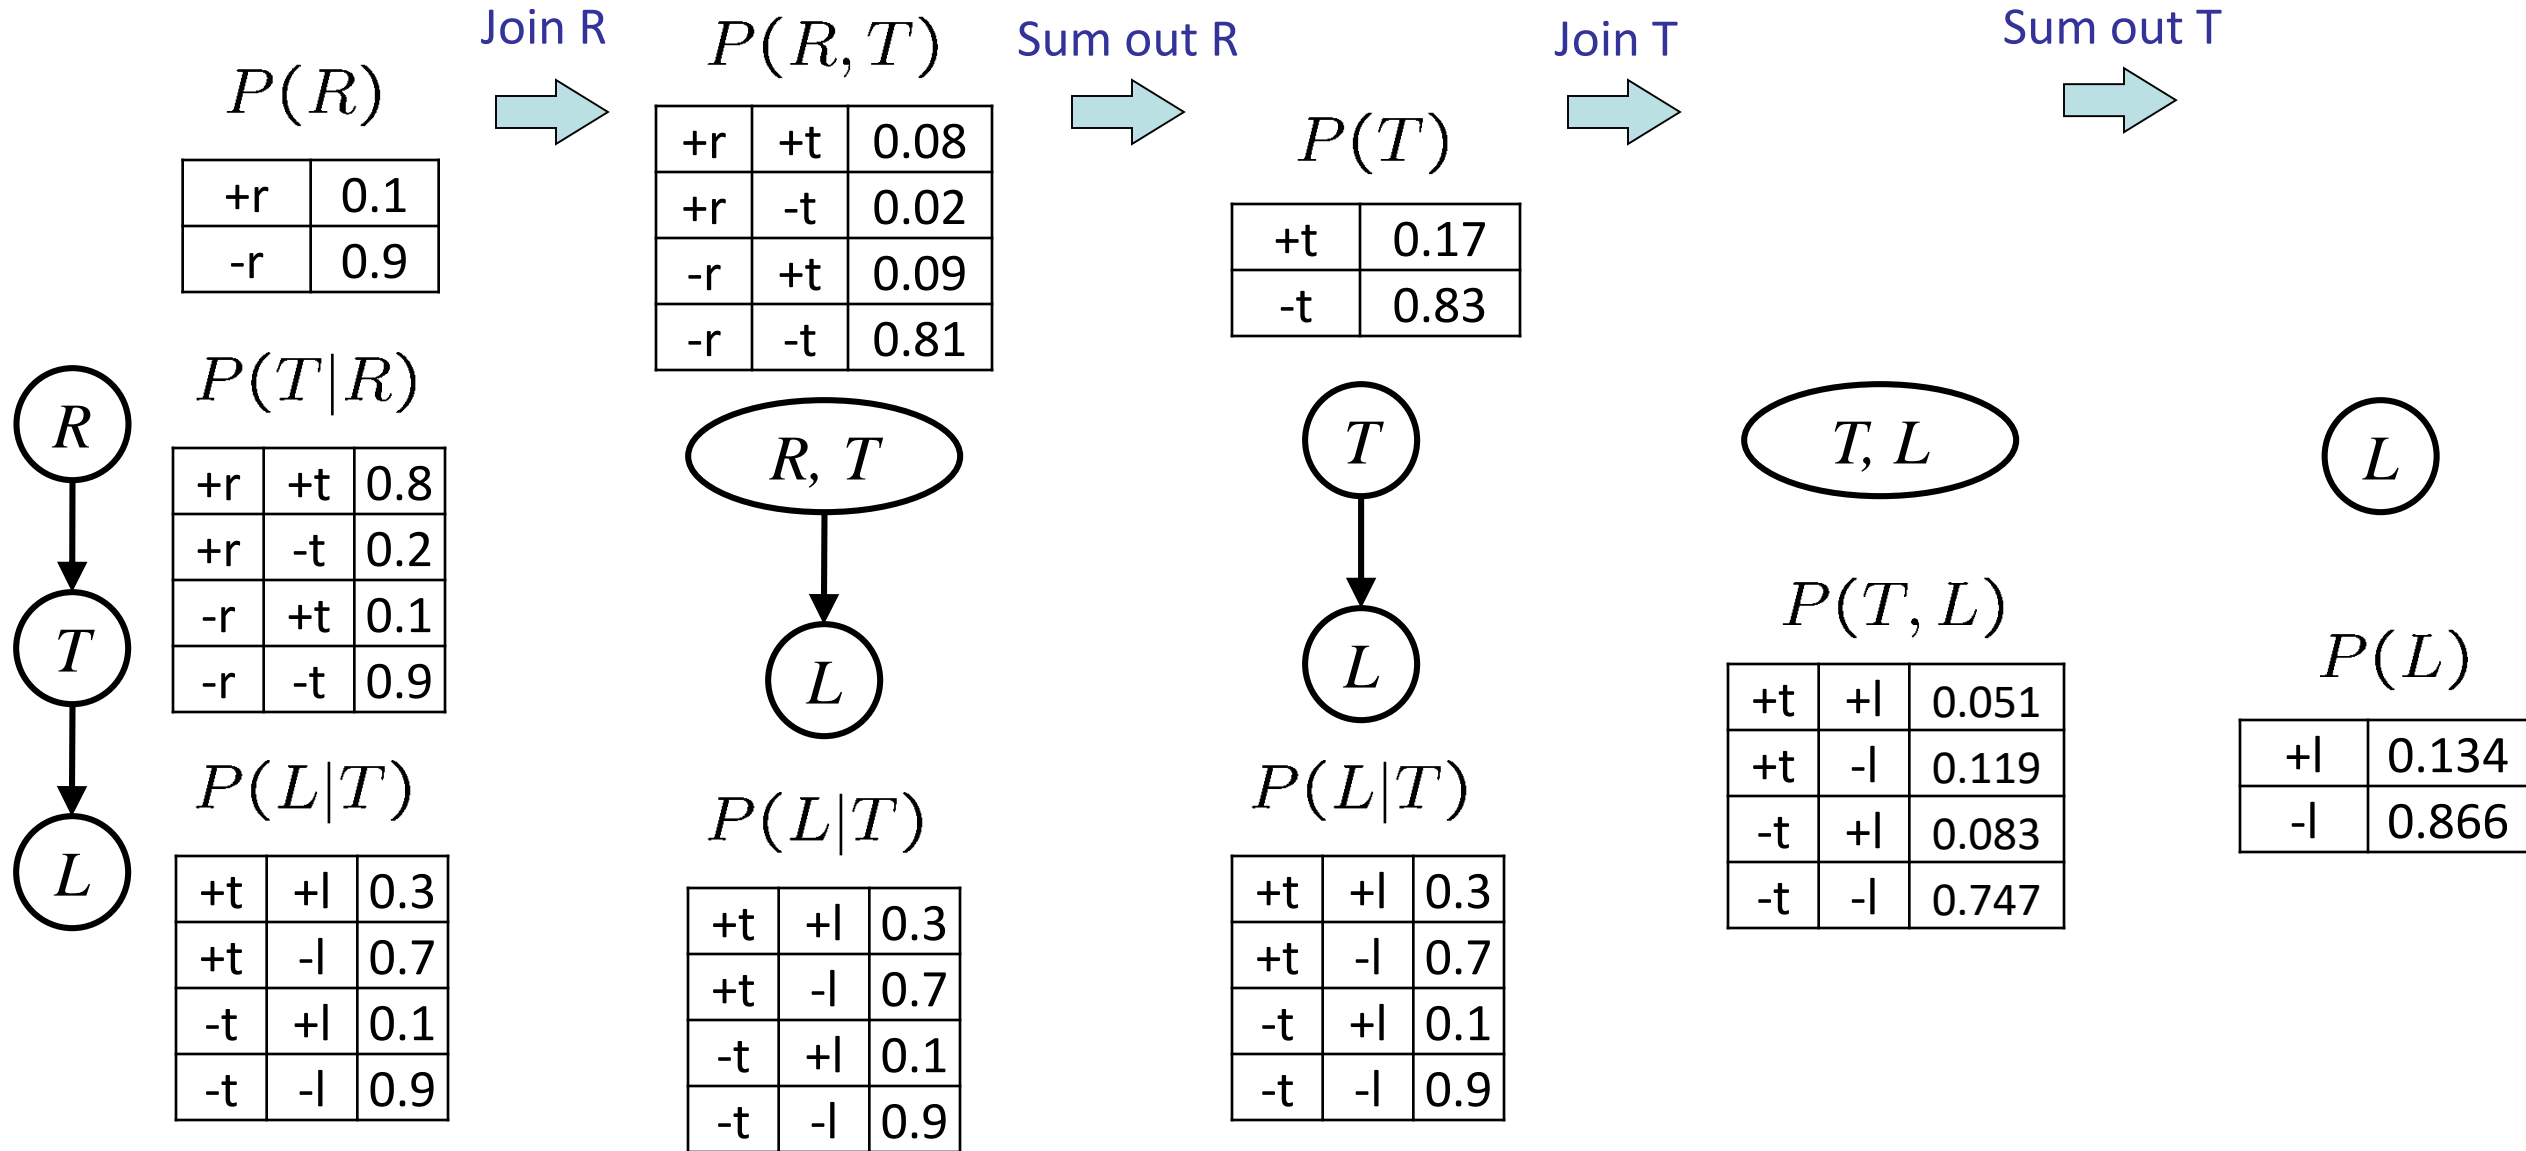 Join R
Sum out R
Join T
Sum out T
P(R)
+r 0.1
-r 0.9
P(T|R)
+r +t 0.8
+r -t 0.2
-r +t 0.1
-r -t 0.9
P(L|T)
+t +l 0.3
+t -l 0.7
-t +l 0.1
-t -l 0.9
R
T
L
P(R, T)
+r +t 0.08
+r -t 0.02
-r +t 0.09
-r -t 0.81
R, T
L
P(L|T)
+t +l 0.3
+t -l 0.7
-t +l 0.1
-t -l 0.9
P(T)
+t 0.17
-t 0.83
T
L
P(L|T)
+t +l 0.3
+t -l 0.7
-t +l 0.1
-t -l 0.9
T, L
P(T, L)
+t +l 0.051
+t -l 0.119
-t +l 0.083
-t -l 0.747
L
P(L)
+l 0.134
-l 0.866